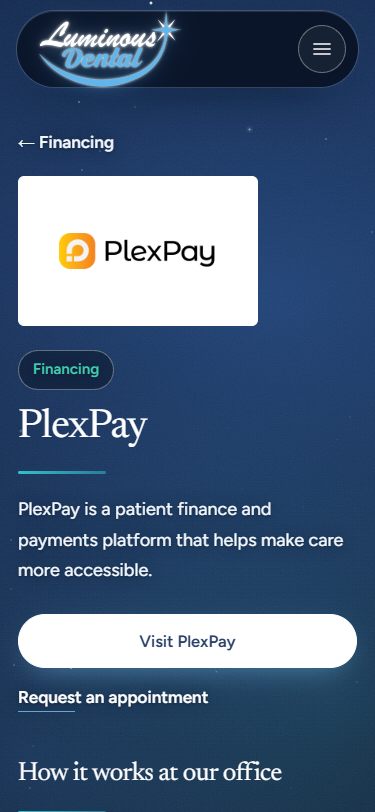 Luminous
Dental
← Financing
PlexPay
Financing
PlexPay
PlexPay is a patient finance and
payments platform that helps make care
more accessible.
Visit PlexPay
Request an appointment
How it works at our office